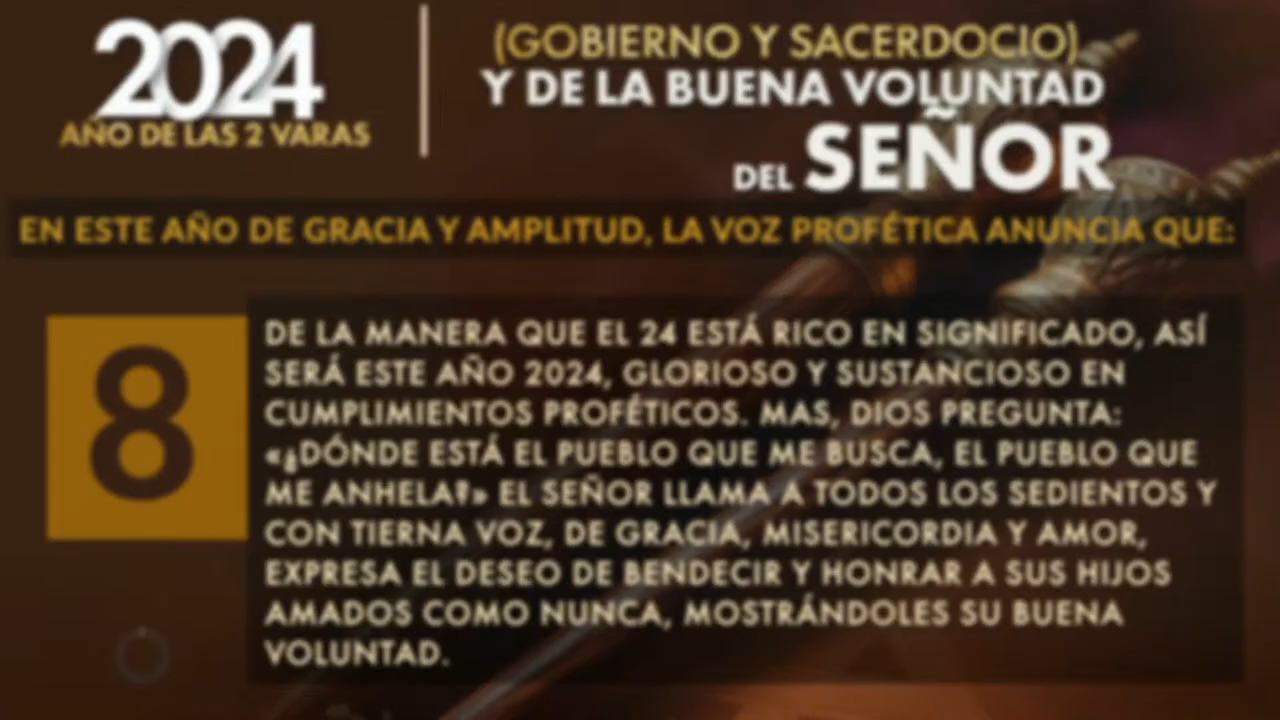 2024
AÑO DE LAS 2 VARAS
(GOBIERNO Y SACERDOCIO)
Y DE LA BUENA VOLUNTAD
DEL SEÑOR
EN ESTE AÑO DE GRACIA Y AMPLITUD, LA VOZ PROFÉTICA ANUNCIA QUE:
8
DE LA MANERA QUE EL 24 ESTÁ RICO EN SIGNIFICADO, ASÍ
SERÁ ESTE AÑO 2024, GLORIOSO Y SUSTANCIOSO EN
CUMPLIMIENTOS PROFÉTICOS. MAS, DIOS PREGUNTA:
«¿DÓNDE ESTÁ EL PUEBLO QUE ME BUSCA, EL PUEBLO QUE
ME ANHELA?» EL SEÑOR LLAMA A TODOS LOS SEDIENTOS Y
CON TIERNA VOZ, DE GRACIA, MISERICORDIA Y AMOR,
EXPRESA EL DESEO DE BENDECIR Y HONRAR A SUS HIJOS
AMADOS COMO NUNCA, MOSTRÁNDOLES SU BUENA
VOLUNTAD.